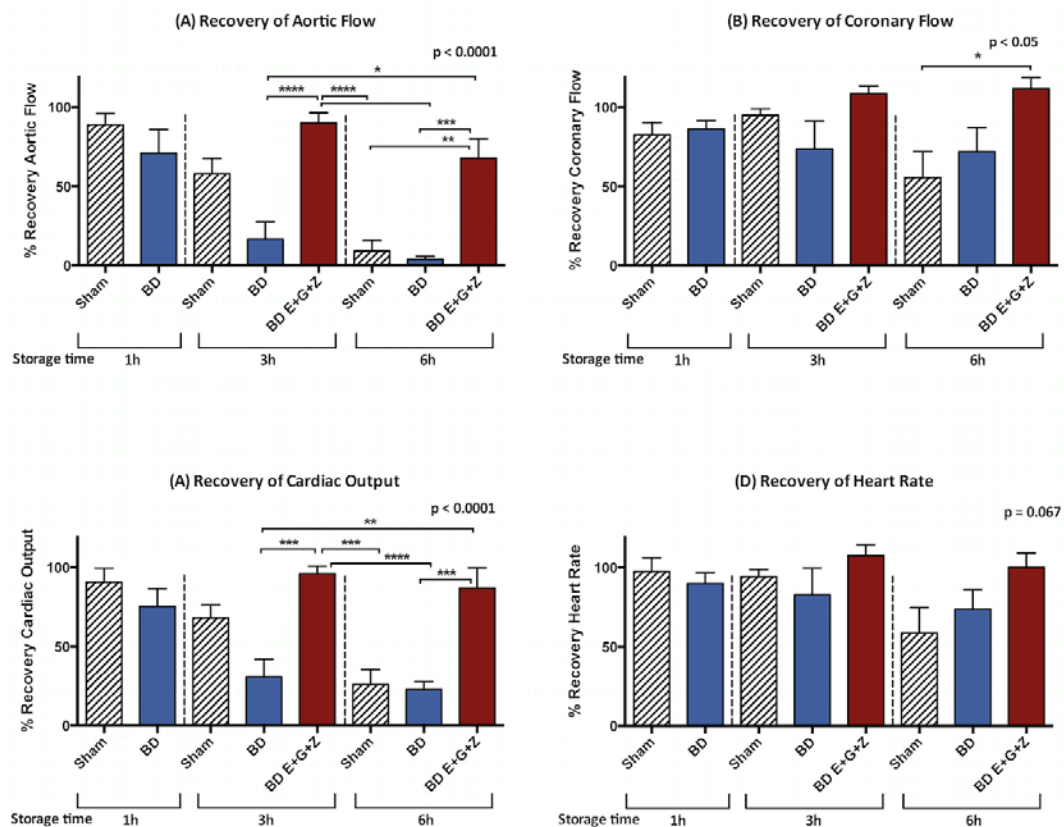 (A) Recovery of Aortic Flow
p < 0.0001
*
**** ****
***
**
% Recovery Aortic Flow
100
50
0
Sham BD Sham BD BD E+G+Z Sham BD BD E+G+Z
Storage time 1h 3h 6h
(B) Recovery of Coronary Flow
p < 0.05
*
% Recovery Coronary Flow
100
50
0
Sham BD Sham BD BD E+G+Z Sham BD BD E+G+Z
Storage time 1h 3h 6h
(A) Recovery of Cardiac Output
p < 0.0001
**
*** ***
****
***
% Recovery Cardiac Output
100
50
0
Sham BD Sham BD BD E+G+Z Sham BD BD E+G+Z
Storage time 1h 3h 6h
(D) Recovery of Heart Rate
p = 0.067
% Recovery Heart Rate
100
50
0
Sham BD Sham BD BD E+G+Z Sham BD BD E+G+Z
Storage time 1h 3h 6h